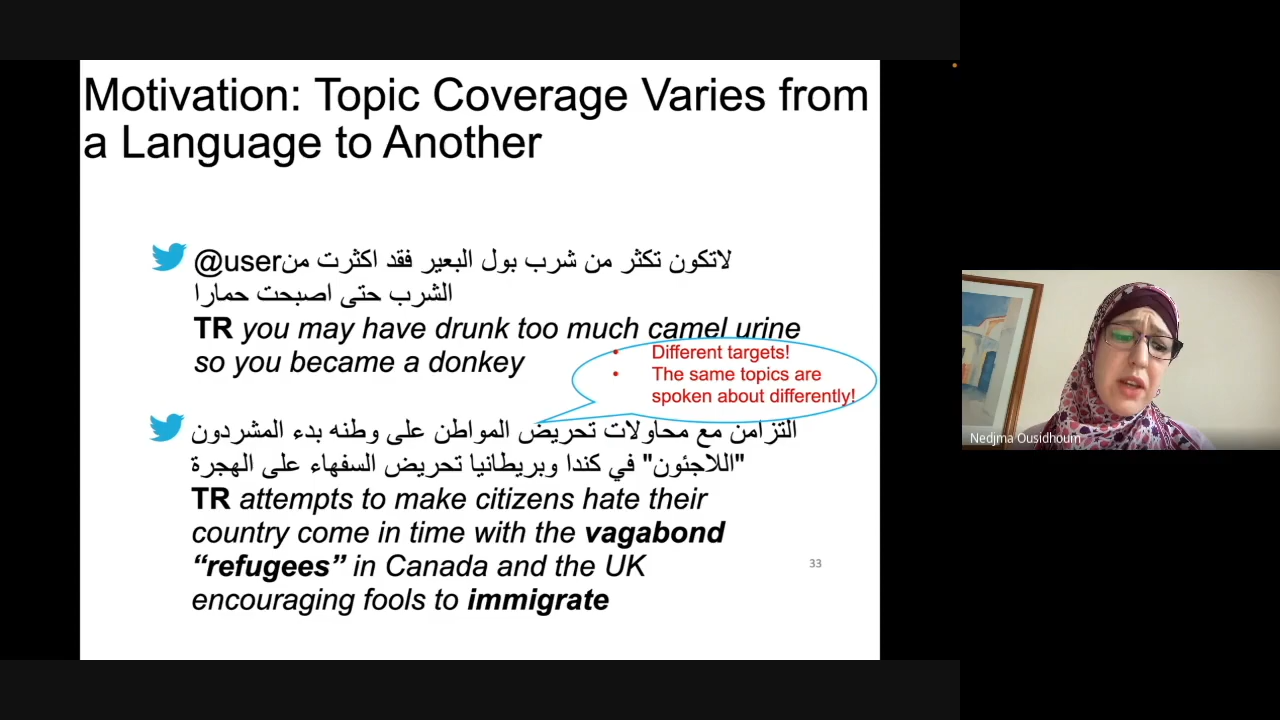 Motivation: Topic Coverage Varies from
a Language to Another
@userلاتكون تكثر من شرب بول البعير فقد اكثرت من
الشرب حتى اصبحت حمارا
TR you may have drunk too much camel urine
so you became a donkey
• Different targets!
• The same topics are
spoken about differently!
التزامن مع محاولات تحريض المواطن على وطنه بدء المشردون
"اللاجئون" في كندا وبريطانيا تحريض السفهاء على الهجرة
TR attempts to make citizens hate their
country come in time with the vagabond
“refugees” in Canada and the UK
encouraging fools to immigrate
33
Nedjma Ousidhoum